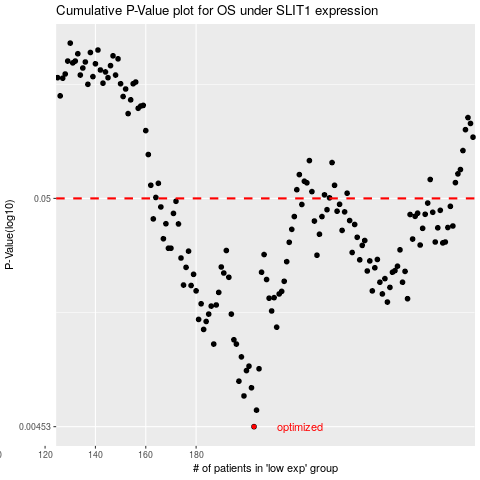 Cumulative P-Value plot for OS under SLIT1 expression
P-Value(log10)
0.05
0.00453
optimized
0 120 140 160 180
# of patients in 'low exp' group